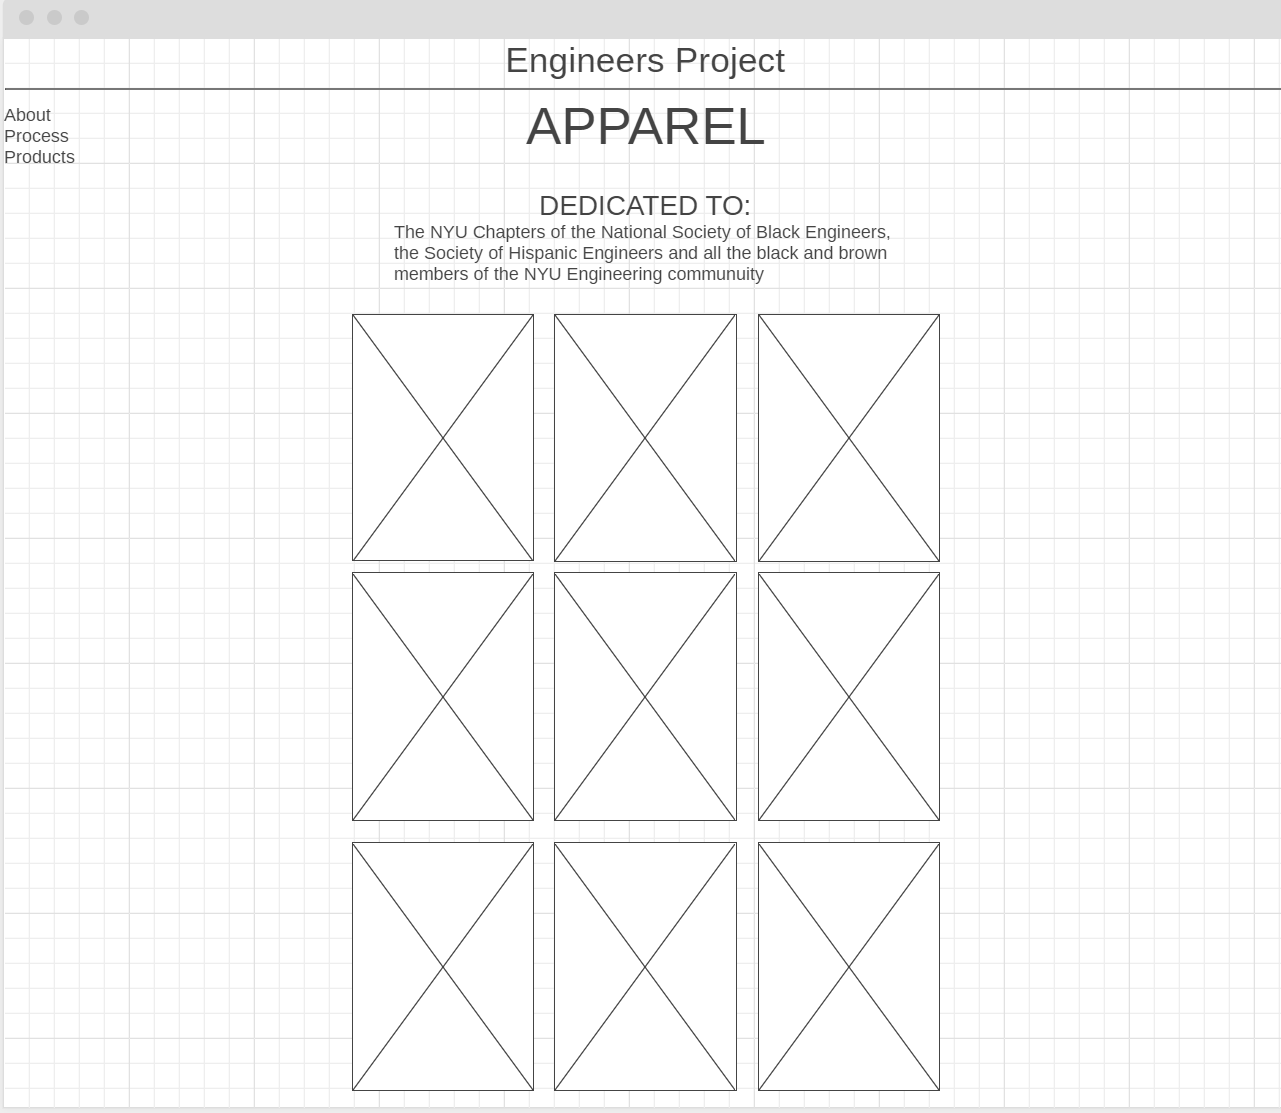 Engineers Project
About
Process
Products
APPAREL
DEDICATED TO:
The NYU Chapters of the National Society of Black Engineers,
the Society of Hispanic Engineers and all the black and brown
members of the NYU Engineering communuity